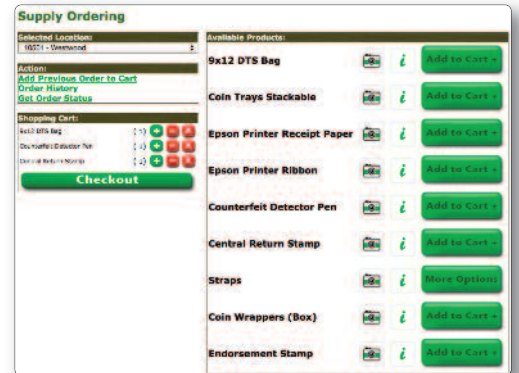 Supply Ordering
Selected Location:
10501 - Westwood
Action:
Add Previous Order to Cart
Order History
Get Order Status
Shopping Cart:
9x12 DTS Bag
Counterfeit Detector Pen
Central Return Stamp
Checkout
Available Products:
9x12 DTS Bag
Add to Cart +
Coin Trays Stackable
Add to Cart +
Epson Printer Receipt Paper
Add to Cart +
Epson Printer Ribbon
Add to Cart +
Counterfeit Detector Pen
Add to Cart +
Central Return Stamp
Add to Cart +
Straps
More Options
Coin Wrappers (Box)
Add to Cart +
Endorsement Stamp
Add to Cart +